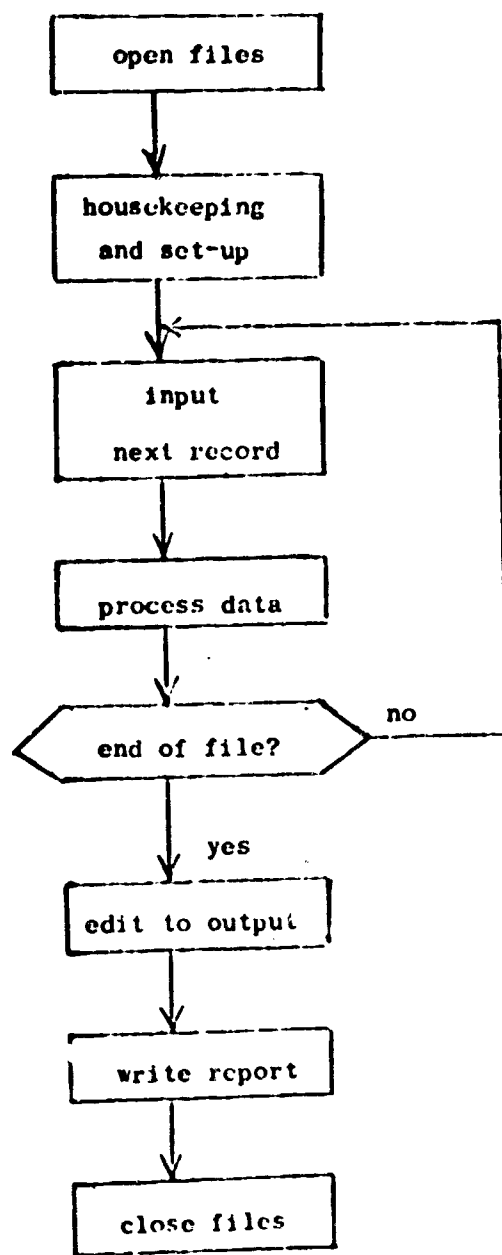 open files
housekeeping
and set-up
input
next record
process data
end of file?
no
yes
edit to output
write report
close files